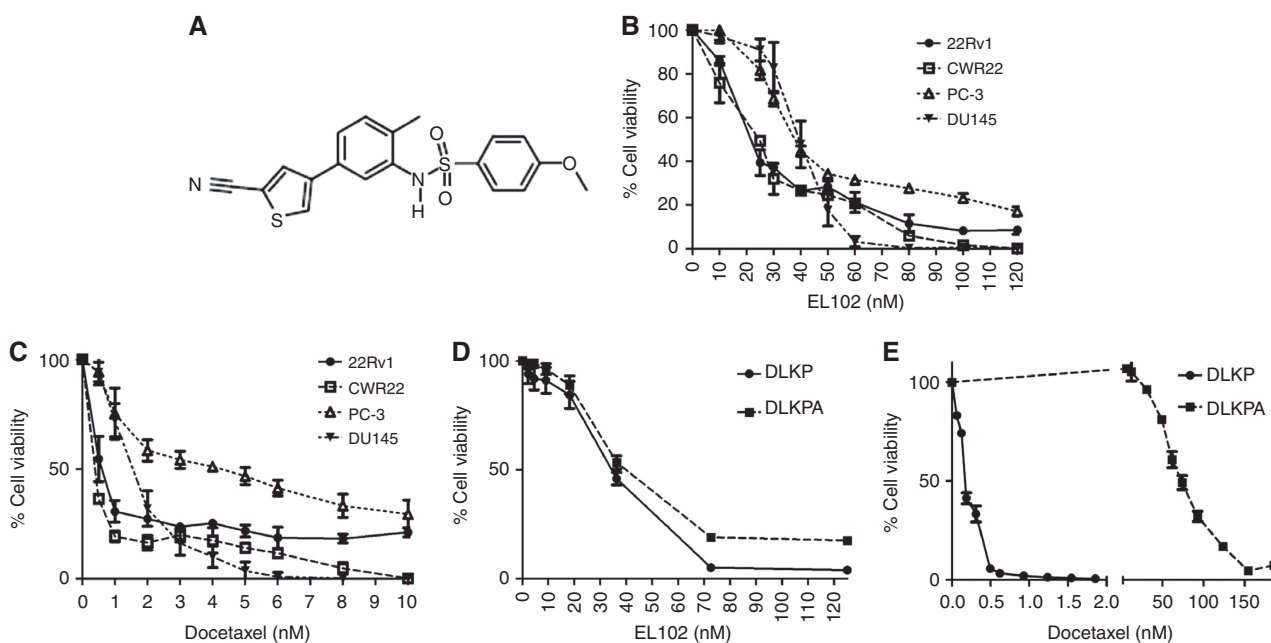 A
N
S
N
H
O
S
O
O
B
% Cell viability
100
80
60
40
20
0
22Rv1
CWR22
PC-3
DU145
0 10 20 30 40 50 60 70 80 90 100 110 120
EL102 (nM)
C
% Cell viability
100
50
0
22Rv1
CWR22
PC-3
DU145
0 1 2 3 4 5 6 7 8 9 10
Docetaxel (nM)
D
% Cell viability
100
50
0
DLKP
DLKPA
0 10 20 30 40 50 60 70 80 90 100 110 120
EL102 (nM)
E
% Cell viability
100
50
0
DLKP
DLKPA
0.0 0.5 1.0 1.5 2.0 50 100 150
Docetaxel (nM)